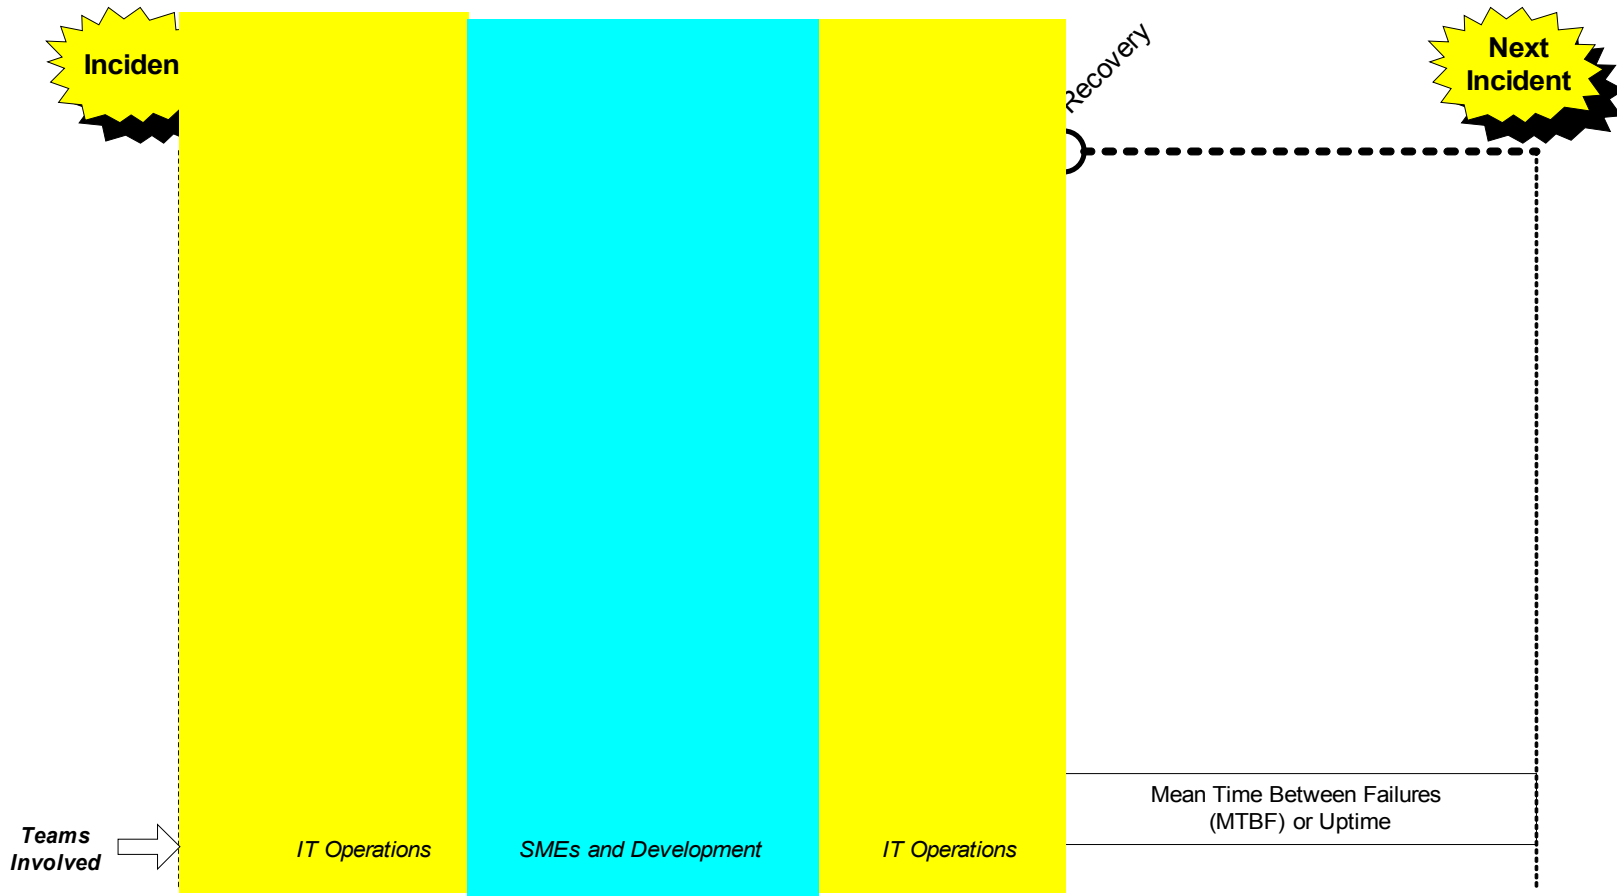 Inciden
Recovery
Next
Incident
Mean Time Between Failures
(MTBF) or Uptime
Teams
Involved
IT Operations
SMEs and Development
IT Operations